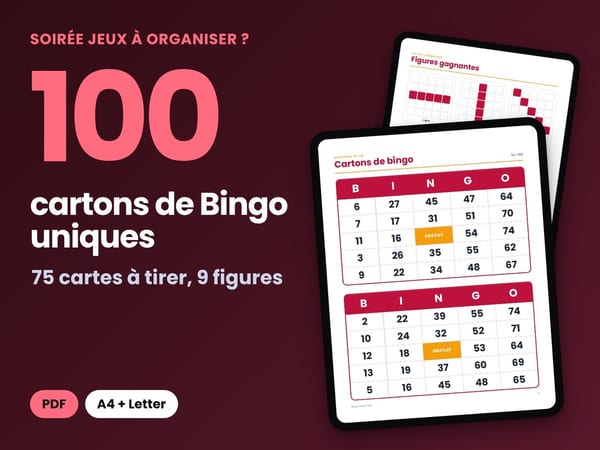 SOIRÉE JEUX À ORGANISER ?
100
cartons de Bingo
uniques
75 cartes à tirer, 9 figures
PDF
A4 + Letter
Figures gagnantes
Cartons de bingo
B I N G O
6 27 45 47 64
7 17 31 51 70
11 16 GRATUIT 54 74
3 26 35 55 62
9 22 34 48 67
B I N G O
2 22 39 55 74
10 24 32 52 71
12 18 GRATUIT 53 64
13 19 37 60 69
5 16 45 48 65